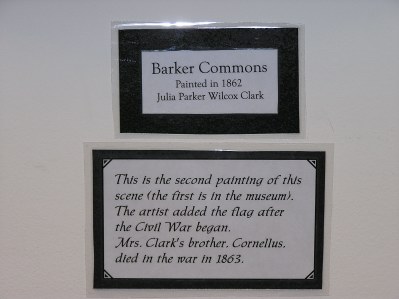 Barker Commons
Painted in 1862
Julia Parker Wilcox Clark
This is the second painting of this
scene (the first is in the museum).
The artist added the flag after
the Civil War began.
Mrs. Clark's brother, Cornellus,
died in the war in 1863.